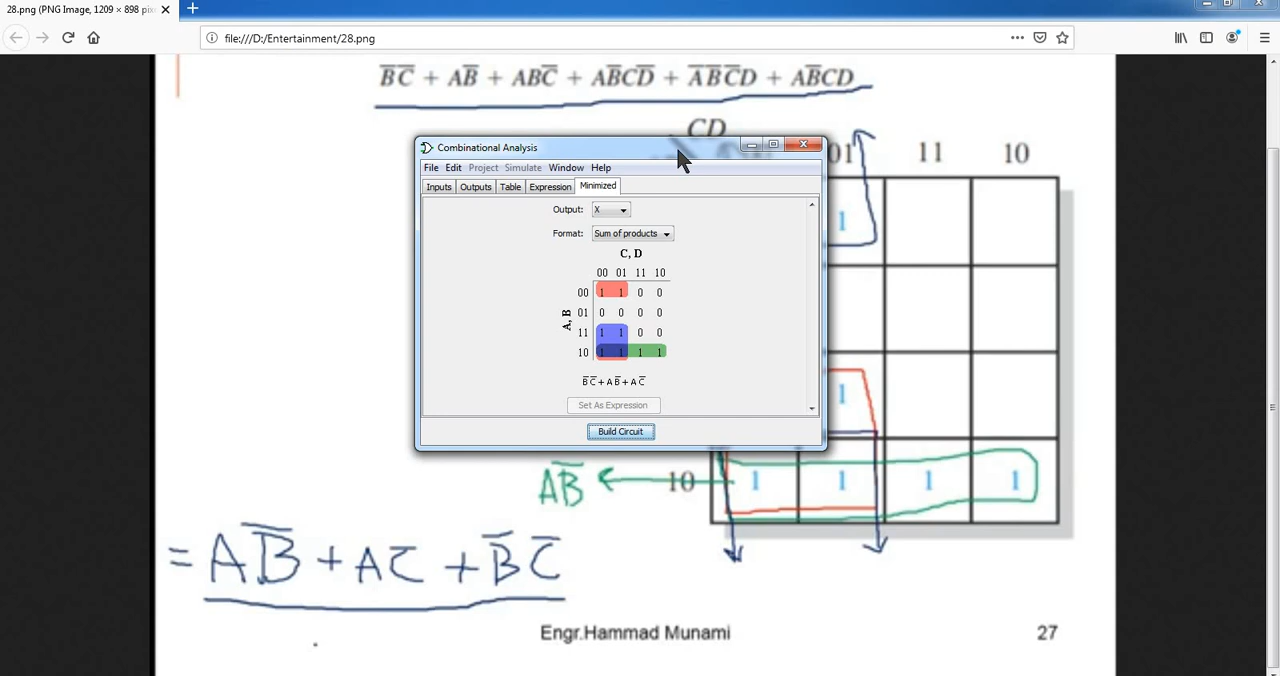 28.png (PNG Image, 1209 × 898 pix
file:///D:/Entertainment/28.png
B̅C̅ + AB̅ + ABC̅ + AB̅CD̅ + A̅B̅C̅D + AB̅CD
CD
01 11 10
Combinational Analysis
File Edit Project Simulate Window Help
Inputs Outputs Table Expression Minimized
Output: X
Format: Sum of products
C, D
00 01 11 10
A, B
00 1 1 0 0
01 0 0 0 0
11 1 1 0 0
10 1 1 1 1
B̅ C̅ + A B̅ + A C̅
Set As Expression
Build Circuit
1
1
AB̅ 10 1 1 1 1
= AB̅ + AC̅ + B̅ C̅
Engr.Hammad Munami 27